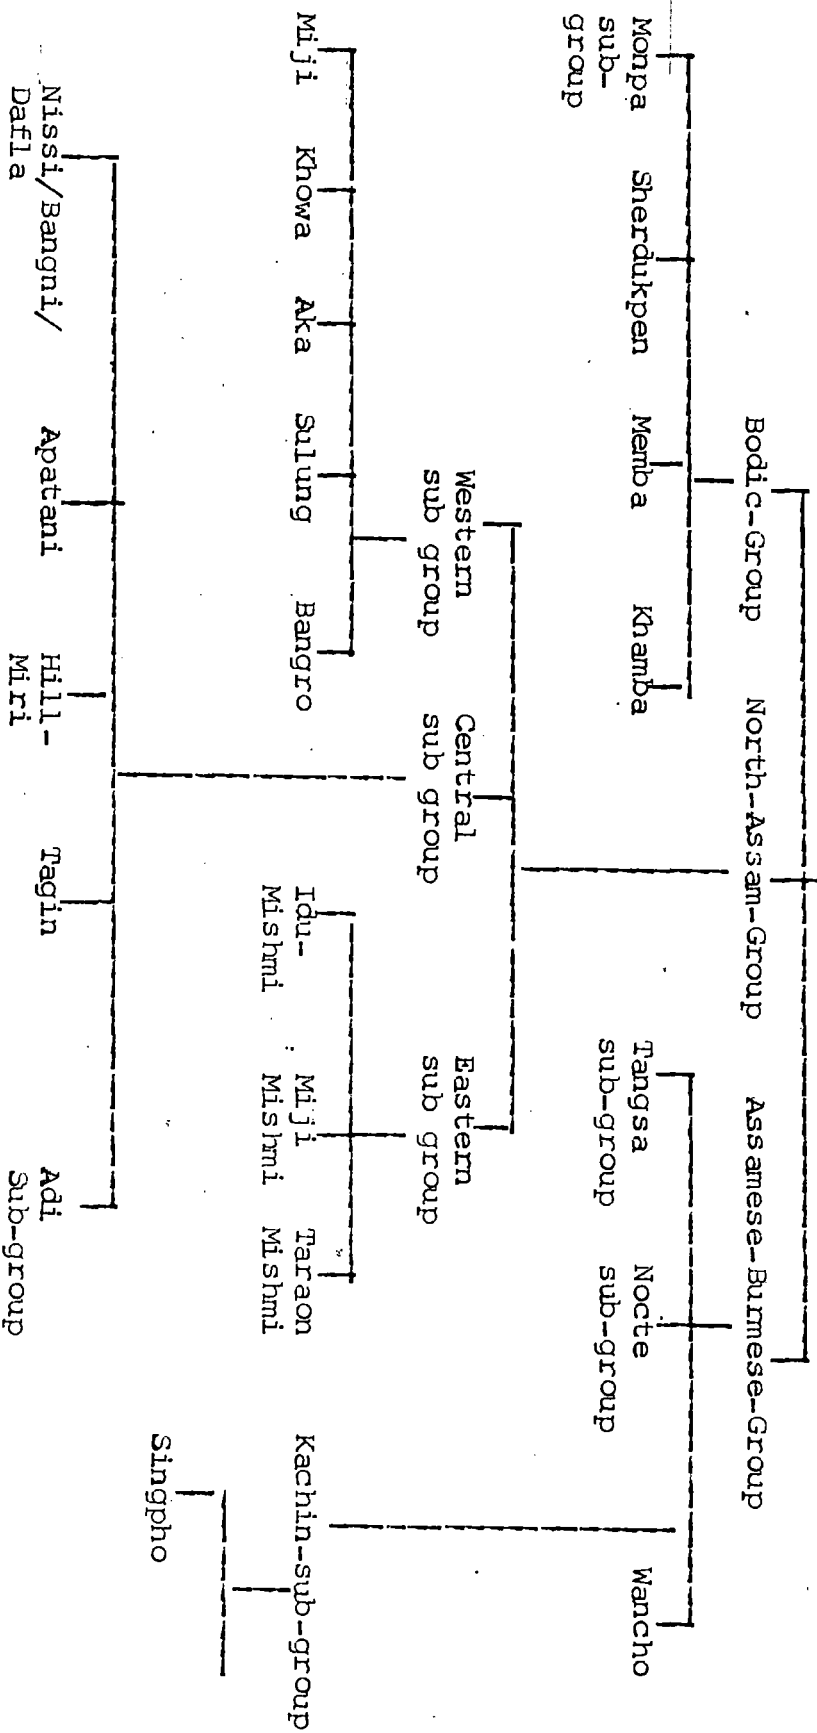 Bodic-Group
North-Assam-Group
Assamese-Burmese-Group
Monpa
sub-
group
Sherdukpen
Memba
Khamba
Tangsa
sub-group
Nocte
sub-group
Wancho
Western
sub group
Central
sub group
Eastern
sub group
Miji
Khowa
Aka
Sulung
Bangro
Idu-
Mishmi
Miji
Mishmi
Taraon
Mishmi
Kachin-sub-group
Singpho
Nissi/Bangni/
Dafla
Apatani
Hill-
Miri
Tagin
Adi
Sub-group